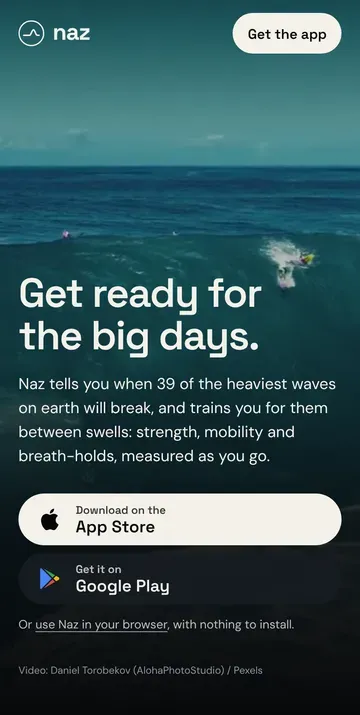 naz
Get the app
Get ready for
the big days.
Naz tells you when 39 of the heaviest waves
on earth will break, and trains you for them
between swells: strength, mobility and
breath-holds, measured as you go.
Download on the
App Store
Get it on
Google Play
Or use Naz in your browser, with nothing to install.
Video: Daniel Torobekov (AlohaPhotoStudio) / Pexels